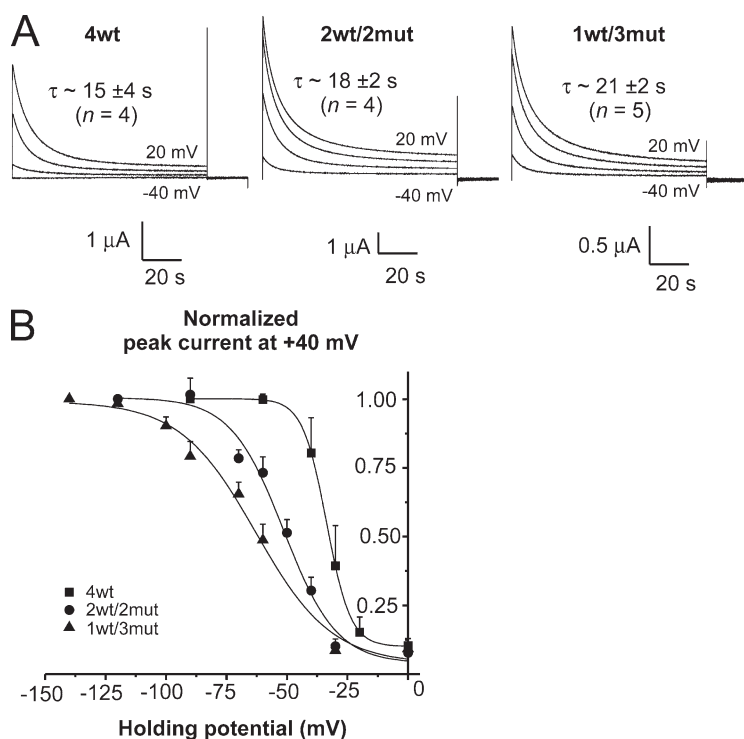 A
4wt
2wt/2mut
1wt/3mut
τ ~ 15 ±4 s
(n = 4)
τ ~ 18 ±2 s
(n = 4)
τ ~ 21 ±2 s
(n = 5)
20 mV
-40 mV
20 mV
-40 mV
20 mV
-40 mV
1 μA
20 s
1 μA
20 s
0.5 μA
20 s
B
Normalized
peak current at +40 mV
1.00
0.75
0.50
0.25
4wt
2wt/2mut
1wt/3mut
-150 -125 -100 -75 -50 -25 0
Holding potential (mV)